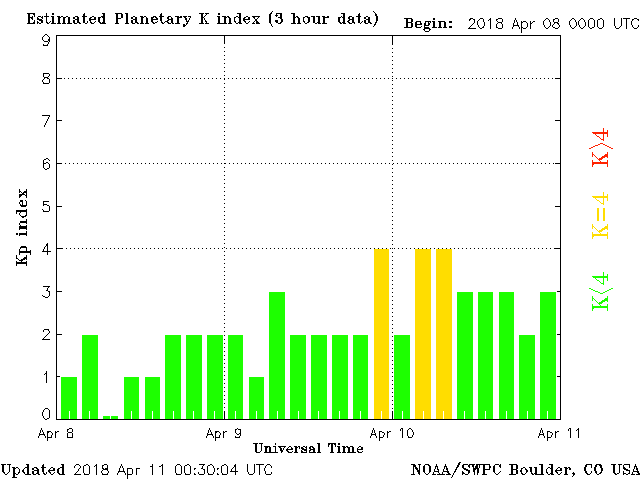 Estimated Planetary K index (3 hour data) Begin: 2018 Apr 08 0000 UTC
9
8
7
6
5
4
3
2
1
0
Kp index
K>4
K=4
K<4
Apr 8 Apr 9 Apr 10 Apr 11
Universal Time
Updated 2018 Apr 11 00:30:04 UTC NOAA/SWPC Boulder, CO USA